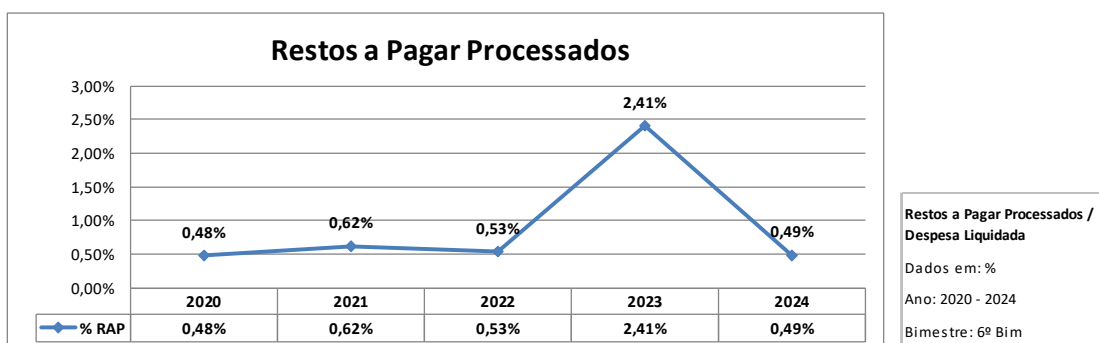 Restos a Pagar Processados
3,00%
2,50%
2,00%
1,50%
1,00%
0,50%
0,00%
0,48%
0,62%
0,53%
2,41%
0,49%
2020 2021 2022 2023 2024
% RAP 0,48% 0,62% 0,53% 2,41% 0,49%
Restos a Pagar Processados /
Despesa Liquidada
Dados em: %
Ano: 2020 - 2024
Bimestre: 6º Bim